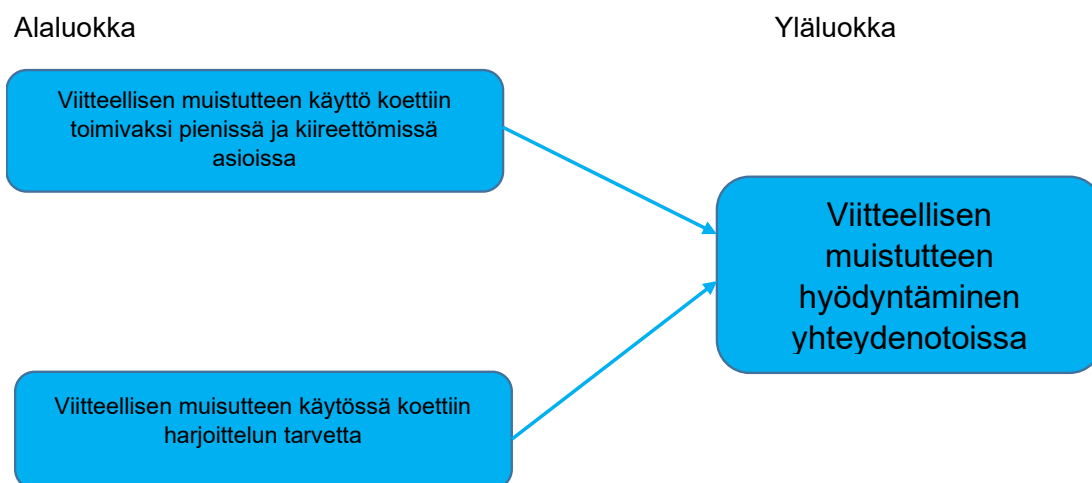 Alaluokka
Yläluokka
Viitteellisen muistutteen käyttö koettiin
toimivaksi pienissä ja kiireettömissä
asioissa
Viitteellisen
muistutteen
hyödyntäminen
yhteydenotoissa
Viitteellisen muisutteen käytössä koettiin
harjoittelun tarvetta